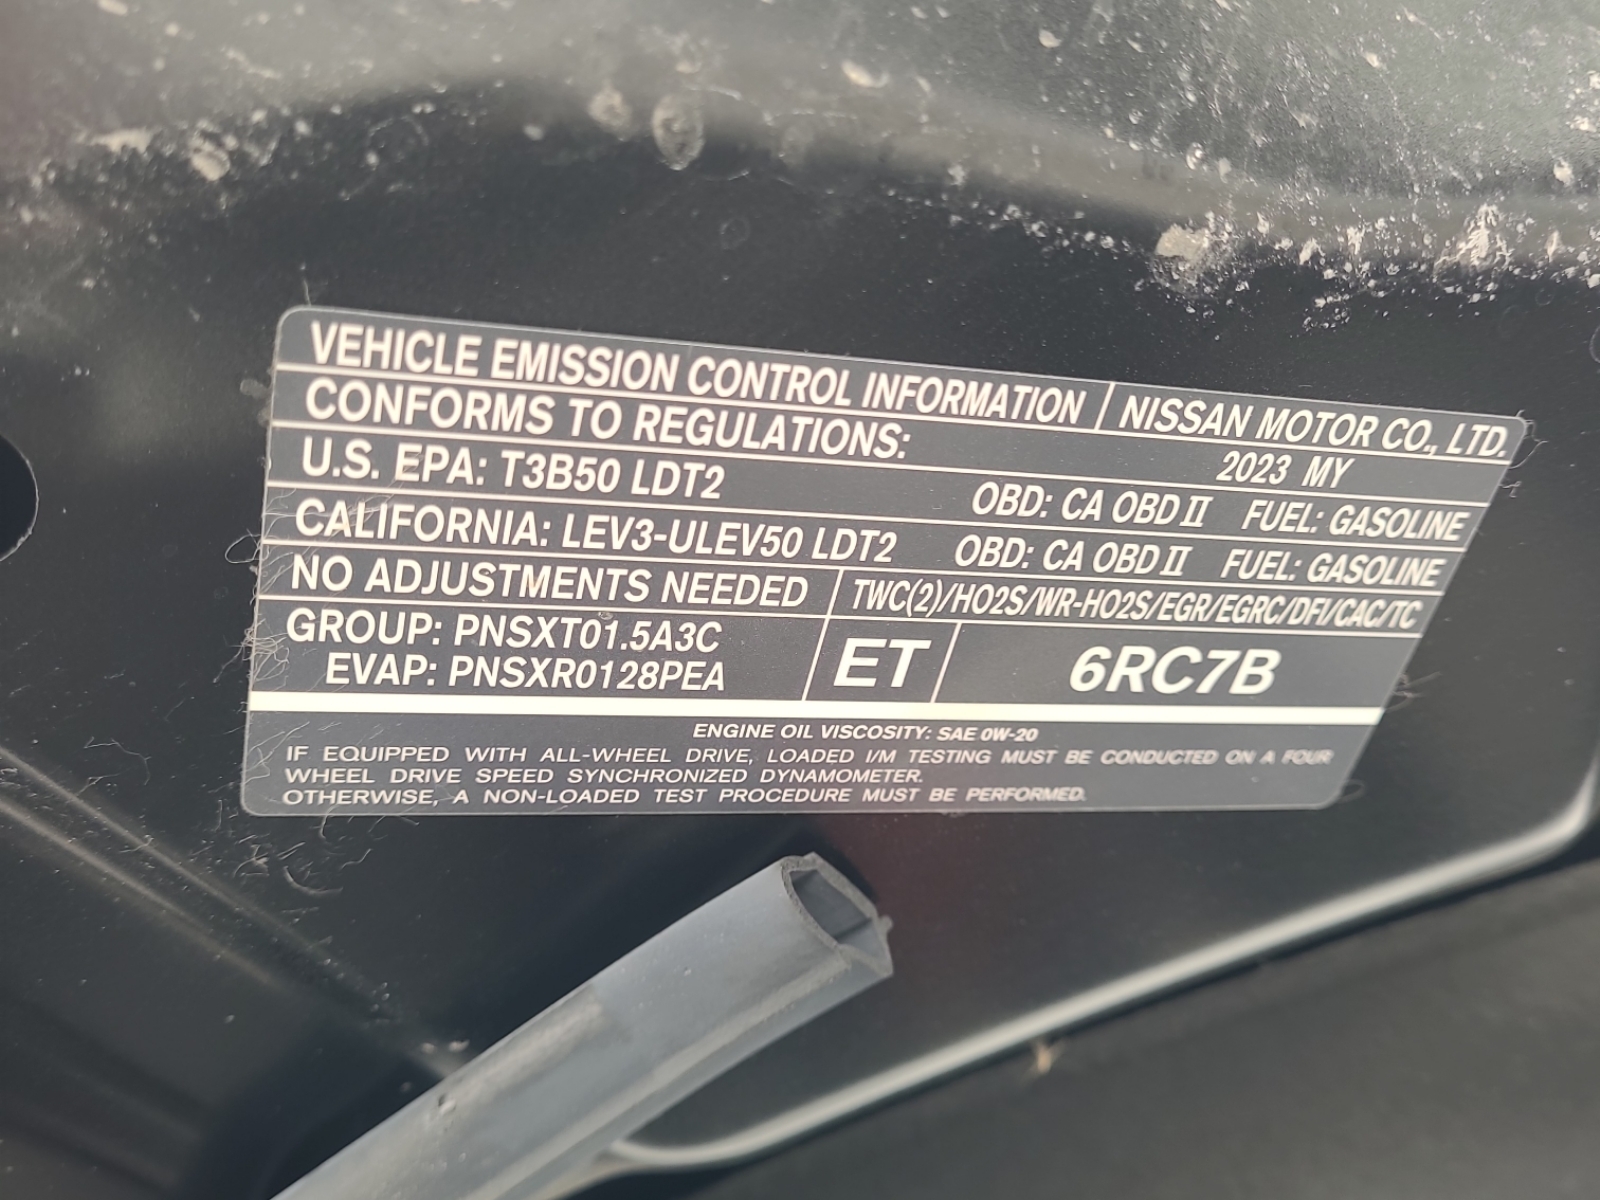 VEHICLE EMISSION CONTROL INFORMATION NISSAN MOTOR CO., LTD.
CONFORMS TO REGULATIONS: 2023 MY
U.S. EPA: T3B50 LDT2 OBD: CA OBD II FUEL: GASOLINE
CALIFORNIA: LEV3-ULEV50 LDT2 OBD: CA OBD II FUEL: GASOLINE
NO ADJUSTMENTS NEEDED TWC(2)/HO2S/WR-HO2S/EGR/EGRC/DFI/CAC/TC
GROUP: PNSXT01.5A3C
EVAP: PNSXR0128PEA
ET 6RC7B
ENGINE OIL VISCOSITY: SAE 0W-20
IF EQUIPPED WITH ALL-WHEEL DRIVE, LOADED I/M TESTING MUST BE CONDUCTED ON A FOUR
WHEEL DRIVE SPEED SYNCHRONIZED DYNAMOMETER.
OTHERWISE, A NON-LOADED TEST PROCEDURE MUST BE PERFORMED.